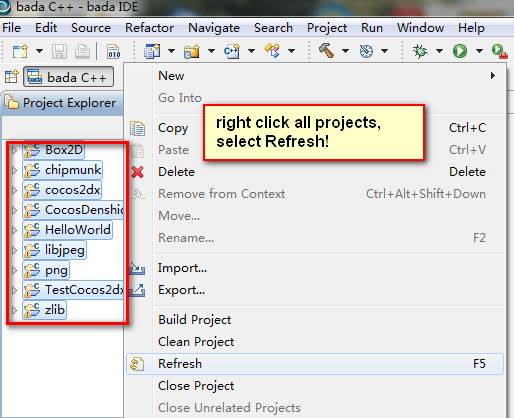 bada C++ - bada IDE
File Edit Source Refactor Navigate Search Project Run Window Help
bada C++
Project Explorer
Box2D
chipmunk
cocos2dx
CocosDenshic
HelloWorld
libjpeg
png
TestCocos2dx
zlib
New
Go Into
right click all projects,
select Refresh!
Copy Ctrl+C
Paste Ctrl+V
Delete Delete
Remove from Context Ctrl+Alt+Shift+Down
Move...
Rename... F2
Import...
Export...
Build Project
Clean Project
Refresh F5
Close Project
Close Unrelated Projects